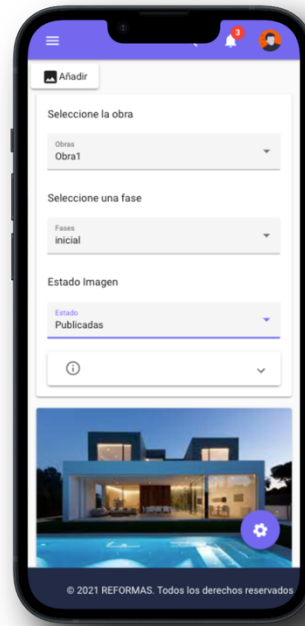 3
Añadir
Seleccione la obra
Obras
Obra1
Seleccione una fase
Fases
inicial
Estado Imagen
Estado
Publicadas
© 2021 REFORMAS. Todos los derechos reservados